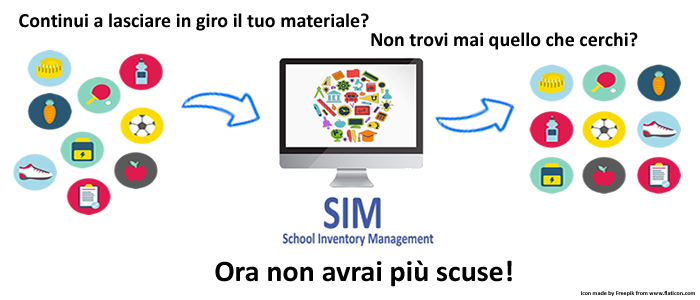 Continui a lasciare in giro il tuo materiale?
Non trovi mai quello che cerchi?
SIM
School Inventory Management
Ora non avrai più scuse!
Icon made by Freepik from www.flaticon.com